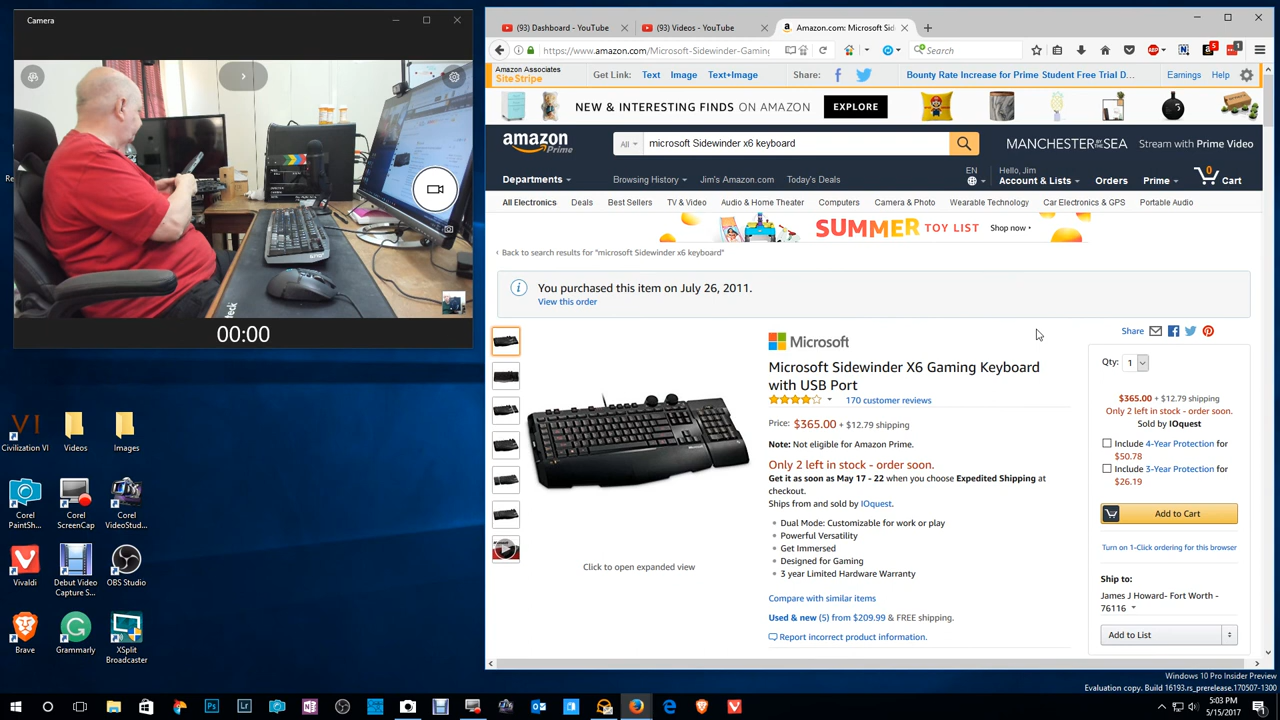 Camera
00:00
(93) Dashboard - YouTube
(93) Videos - YouTube
Amazon.com: Microsoft Sid
https://www.amazon.com/Microsoft-Sidewinder-Gaming
Search
Amazon Associates
SiteStripe
Get Link: Text Image Text+Image
Share:
Bounty Rate Increase for Prime Student Free Trial D...
Earnings Help
NEW & INTERESTING FINDS ON AMAZON
EXPLORE
amazon
Prime
All
microsoft Sidewinder x6 keyboard
MANCHESTER BY THE SEA
Stream with Prime Video
Departments
Browsing History
Jim's Amazon.com
Today's Deals
EN
Hello, Jim
Account & Lists
Orders
Prime
0
Cart
All Electronics Deals Best Sellers TV & Video Audio & Home Theater Computers Camera & Photo Wearable Technology Car Electronics & GPS Portable Audio
SUMMER TOY LIST Shop now
‹ Back to search results for "microsoft Sidewinder x6 keyboard"
You purchased this item on July 26, 2011.
View this order
Click to open expanded view
Microsoft
Microsoft Sidewinder X6 Gaming Keyboard
with USB Port
170 customer reviews
Price: $365.00 + $12.79 shipping
Note: Not eligible for Amazon Prime.
Only 2 left in stock - order soon.
Get it as soon as May 17 - 22 when you choose Expedited Shipping at
checkout.
Ships from and sold by IOquest.
• Dual Mode: Customizable for work or play
• Powerful Versatility
• Get Immersed
• Designed for Gaming
• 3 year Limited Hardware Warranty
Compare with similar items
Used & new (5) from $209.99 & FREE shipping.
Report incorrect product information.
Share
Qty: 1
$365.00 + $12.79 shipping
Only 2 left in stock - order soon.
Sold by IOquest
Include 4-Year Protection for
$50.78
Include 3-Year Protection for
$26.19
Add to Cart
Turn on 1-Click ordering for this browser
Ship to:
James J Howard- Fort Worth -
76116
Add to List
Civilization VI
Videos
Images
Corel
PaintSh...
Corel
ScreenCap
Corel
VideoStud...
Vivaldi
Debut Video
Capture S...
OBS Studio
Brave
Grammarly
XSplit
Broadcaster
Windows 10 Pro Insider Preview
Evaluation copy. Build 16193.rs_prerelease.170507-1300
5:03 PM
5/15/2017